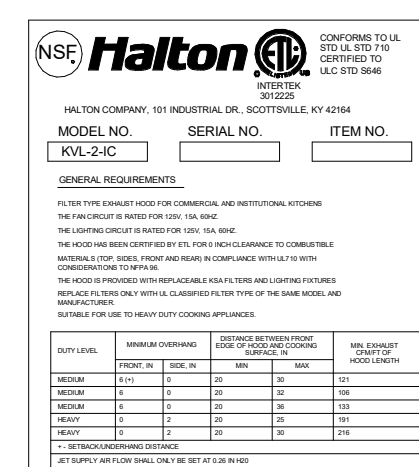 NSF. Halton ETL CONFORMS TO UL
STD UL STD 710
CERTIFIED TO
ULC STD S646
C LISTED US
INTERTEK
3012225
HALTON COMPANY, 101 INDUSTRIAL DR., SCOTTSVILLE, KY 42164
MODEL NO. SERIAL NO. ITEM NO.
KVL-2-IC
GENERAL REQUIREMENTS
FILTER TYPE EXHAUST HOOD FOR COMMERCIAL AND INSTITUTIONAL KITCHENS
THE FAN CIRCUIT IS RATED FOR 125V, 15A, 60HZ.
THE LIGHTING CIRCUIT IS RATED FOR 125V, 15A, 60HZ.
THE HOOD HAS BEEN CERTIFIED BY ETL FOR 0 INCH CLEARANCE TO COMBUSTIBLE
MATERIALS (TOP, SIDES, FRONT AND REAR) IN COMPLIANCE WITH UL710 WITH
CONSIDERATIONS TO NFPA 96.
THE HOOD IS PROVIDED WITH REPLACEABLE KSA FILTERS AND LIGHTING FIXTURES
REPLACE FILTERS ONLY WITH UL CLASSIFIED FILTER TYPE OF THE SAME MODEL AND
MANUFACTURER.
SUITABLE FOR USE TO HEAVY DUTY COOKING APPLIANCES.
DUTY LEVEL MINIMUM OVERHANG DISTANCE BETWEEN FRONT EDGE OF HOOD AND COOKING SURFACE, IN MIN. EXHAUST CFM/FT OF HOOD LENGTH
FRONT, IN SIDE, IN MIN MAX
MEDIUM 6 (+) 0 20 30 121
MEDIUM 6 0 20 32 106
MEDIUM 6 0 20 36 133
HEAVY 0 2 20 25 191
HEAVY 0 2 20 30 216
+ - SETBACK/UNDERHANG DISTANCE
JET SUPPLY AIR FLOW SHALL ONLY BE SET AT 0.26 IN H20